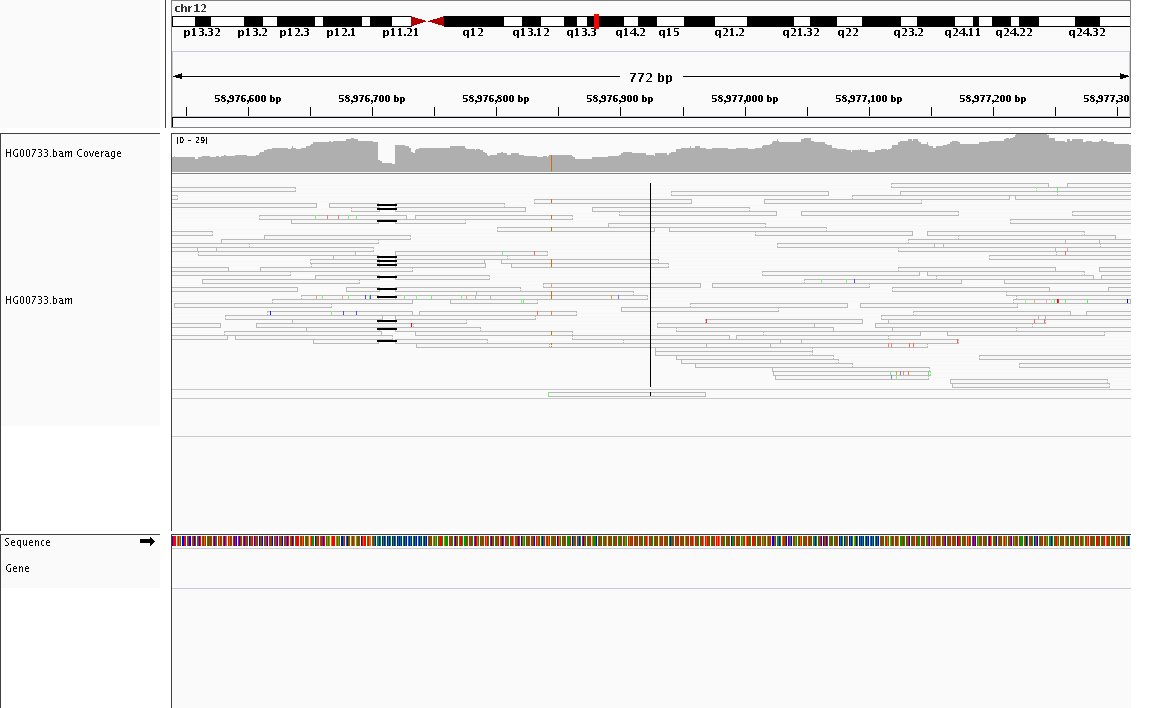 chr12
p13.32 p13.2 p12.3 p12.1 p11.21 q12 q13.12 q13.3 q14.2 q15 q21.2 q21.32 q22 q23.2 q24.11 q24.22 q24.32
772 bp
58,976,600 bp 58,976,700 bp 58,976,800 bp 58,976,900 bp 58,977,000 bp 58,977,100 bp 58,977,200 bp 58,977,30
[0 - 29]
HG00733.bam Coverage
HG00733.bam
Sequence
Gene